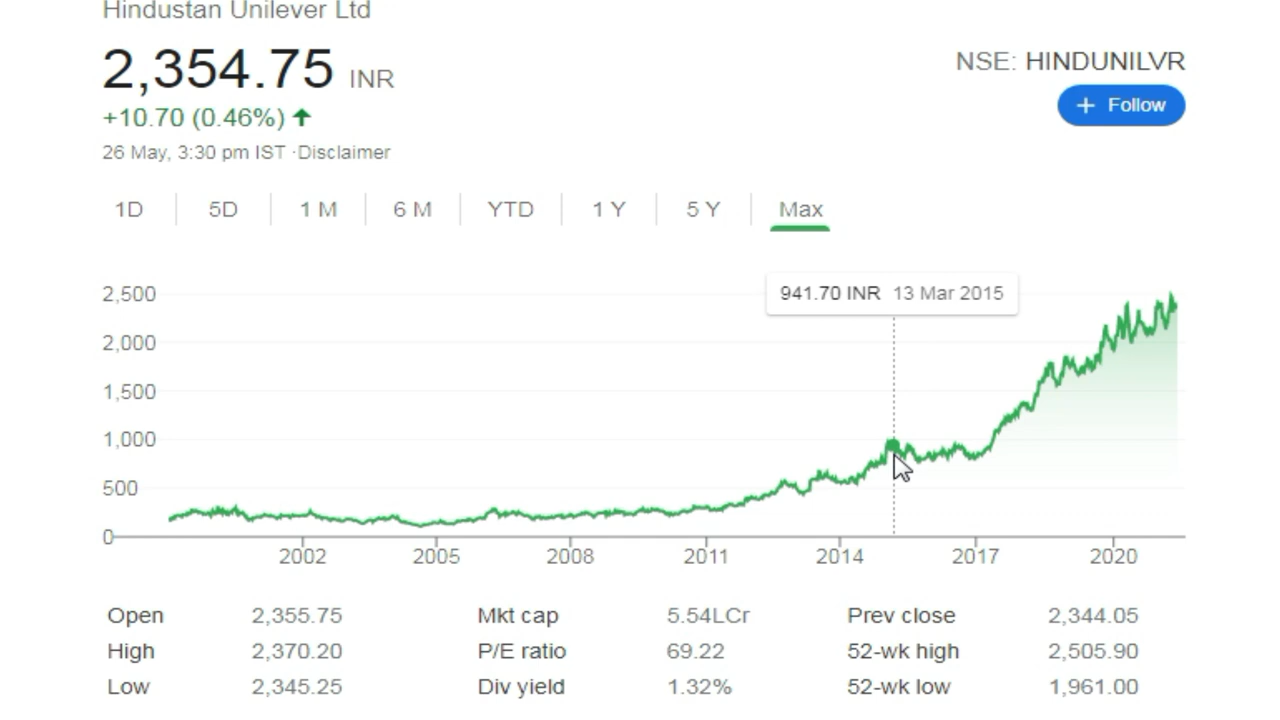 Hindustan Unilever Ltd
2,354.75 INR
NSE: HINDUNILVR
+10.70 (0.46%)
+ Follow
26 May, 3:30 pm IST ·Disclaimer
1D 5D 1 M 6 M YTD 1 Y 5 Y Max
941.70 INR 13 Mar 2015
2,500
2,000
1,500
1,000
500
0
2002 2005 2008 2011 2014 2017 2020
Open 2,355.75 Mkt cap 5.54LCr Prev close 2,344.05
High 2,370.20 P/E ratio 69.22 52-wk high 2,505.90
Low 2,345.25 Div yield 1.32% 52-wk low 1,961.00